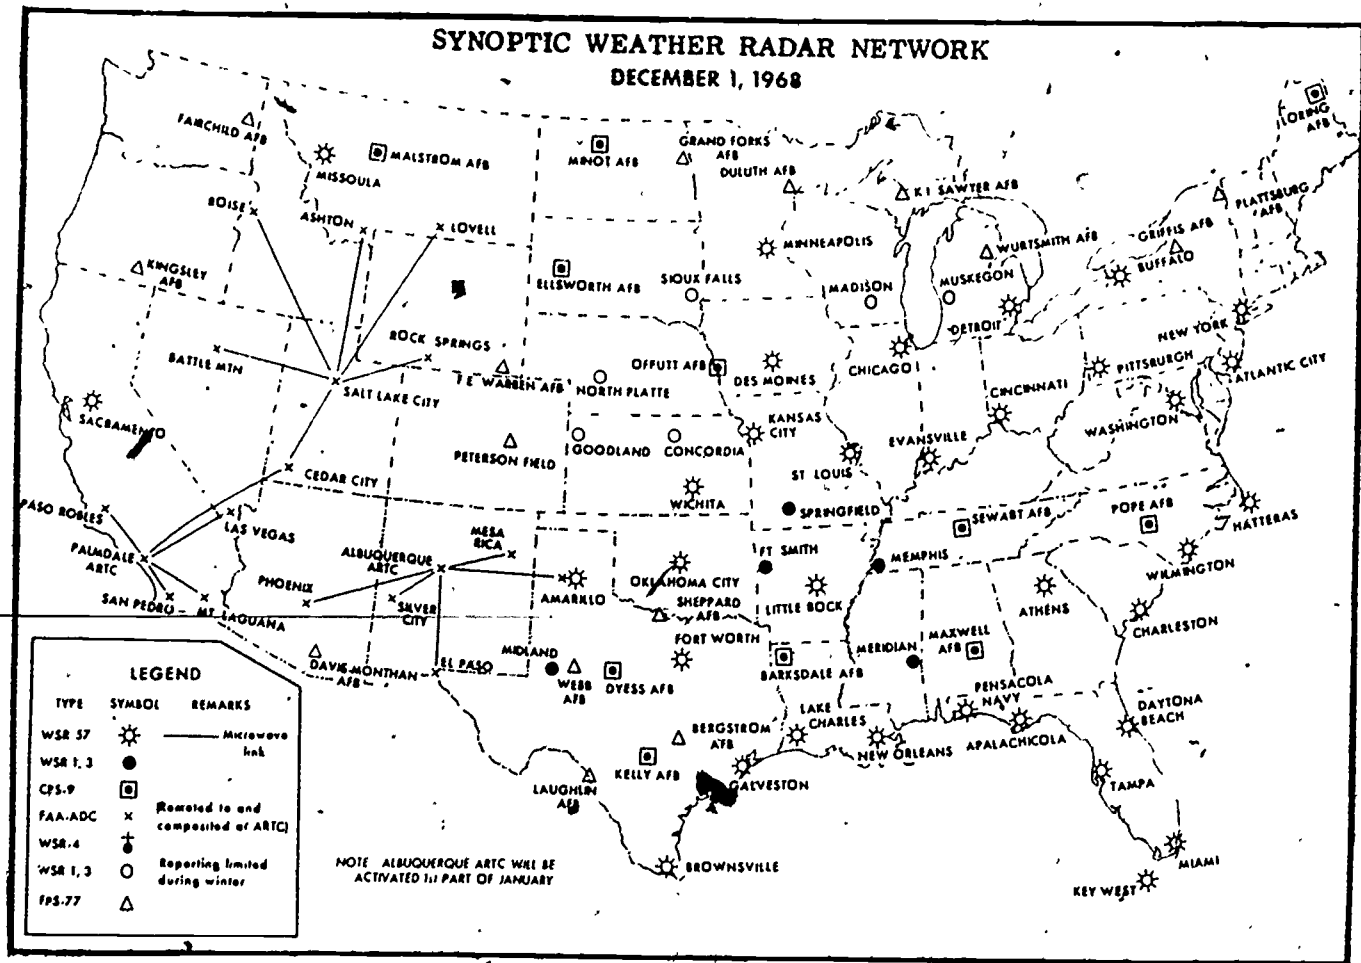 SYNOPTIC WEATHER RADAR NETWORK
DECEMBER 1, 1968
LORING
AFB
FAIRCHILD AFB
MISSOULA
MALSTROM AFB
MINOT AFB
GRAND FORKS
AFB
DULUTH AFB
K I SAWYER AFB
PLATTSBURG
AFB
BOISE
ASHTON
LOVELL
MINNEAPOLIS
WURTSMITH AFB
GRIFFIS AFB
BUFFALO
KINGSLEY
AFB
ELLSWORTH AFB
SIOUX FALLS
MADISON
MUSKEGON
DETROIT
NEW YORK
BATTLE MTN
ROCK SPRINGS
SALT LAKE CITY
F E WARREN AFB
NORTH PLATTE
OFFUTT AFB
DES MOINES
CHICAGO
CINCINNATI
PITTSBURGH
ATLANTIC CITY
SACRAMENTO
PETERSON FIELD
GOODLAND
CONCORDIA
KANSAS
CITY
ST LOUIS
EVANSVILLE
WASHINGTON
CEDAR CITY
WICHITA
SPRINGFIELD
SEWART AFB
POPE AFB
HATTERAS
PASO ROBLES
LAS VEGAS
PALMDALE
ARTC
ALBUQUERQUE
ARTC
MESA
RICA
PHOENIX
SAN PEDRO
MT LAGUANA
SILVER
CITY
AMARILLO
OKLAHOMA CITY
SHEPPARD
AFB
FT SMITH
LITTLE ROCK
MEMPHIS
ATHENS
WILMINGTON
CHARLESTON
DAVIS-MONTHAN
AFB
EL PASO
MIDLAND
WEBB
AFB
DYESS AFB
FORT WORTH
BARKSDALE AFB
MERIDIAN
MAXWELL
AFB
PENSACOLA
NAVY
LAKE
CHARLES
NEW ORLEANS
APALACHICOLA
DAYTONA
BEACH
BERGSTROM
AFB
KELLY AFB
LAUGHLIN
AFB
GALVESTON
TAMPA
BROWNSVILLE
MIAMI
KEY WEST
LEGEND
TYPE SYMBOL REMARKS
WSR 57 Microwave
link
WSR 1, 3
CPS-9
FAA-ADC (Remoted to and
composited at ARTC)
WSR-4
WSR 1, 3 Reporting limited
during winter
FPS-77
NOTE ALBUQUERQUE ARTC WILL BE
ACTIVATED 1st PART OF JANUARY